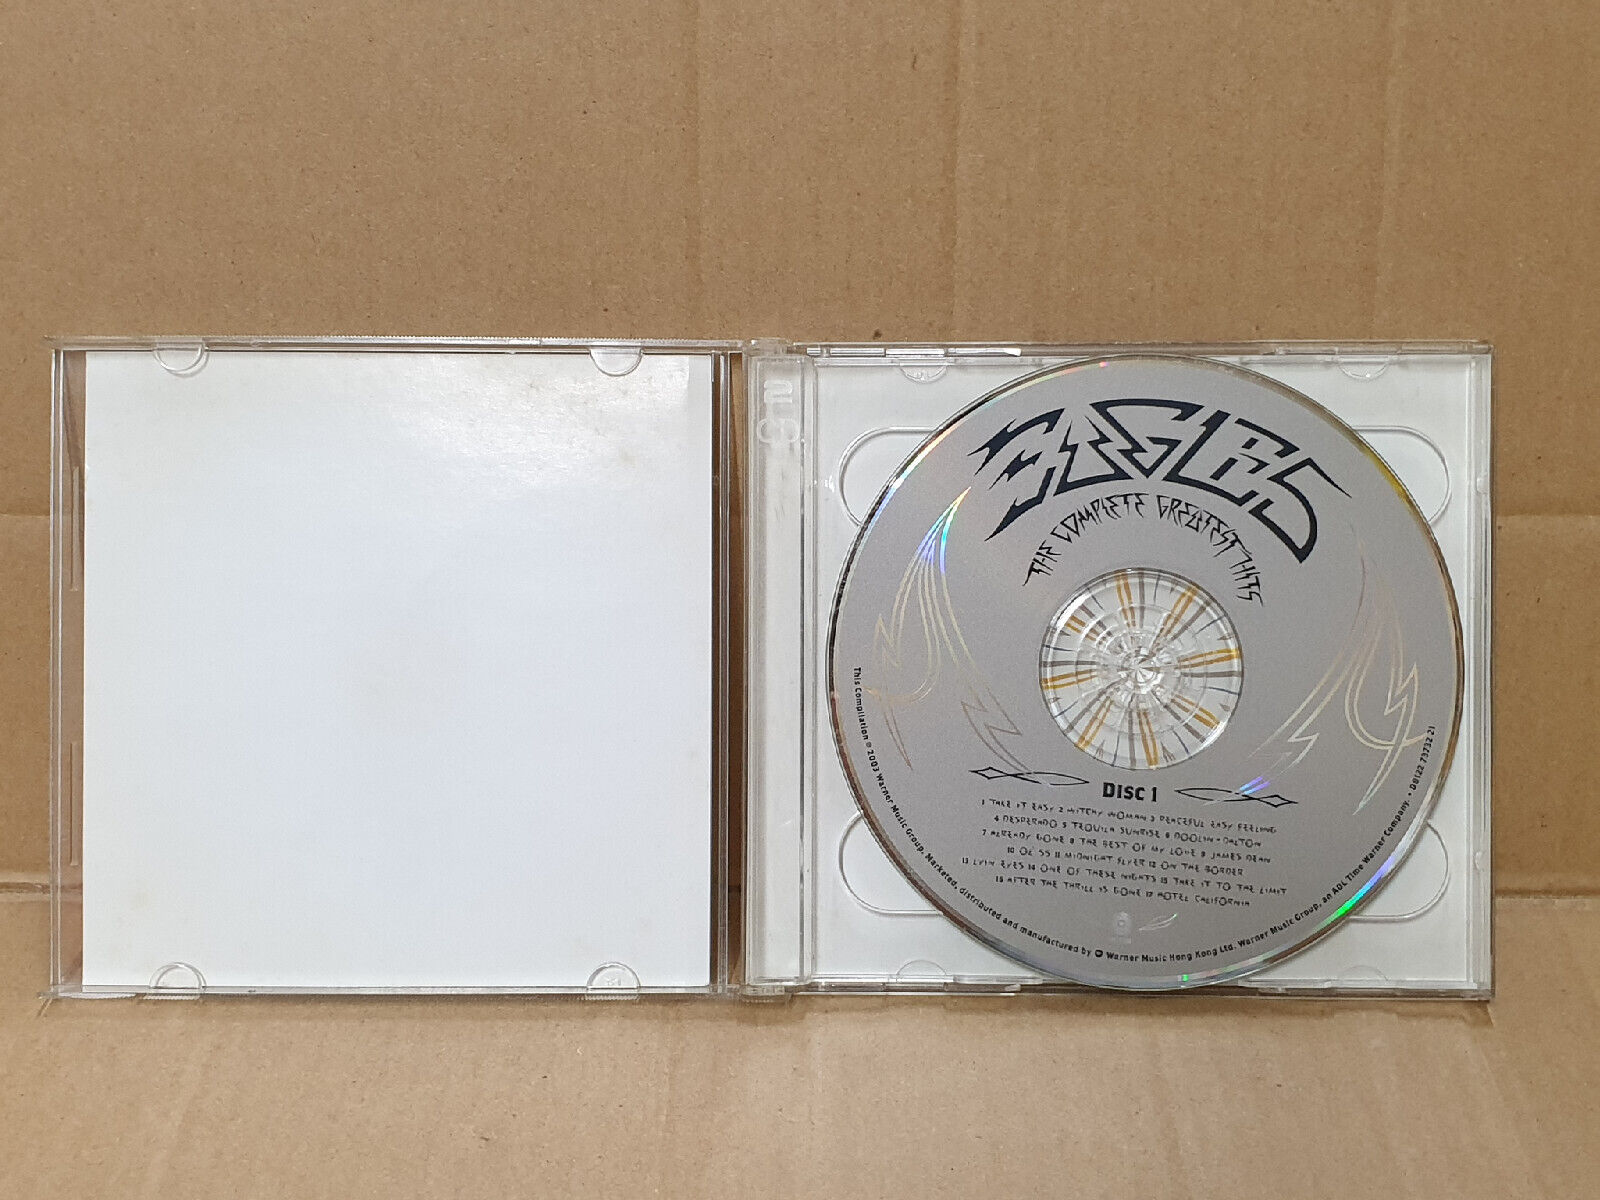 2
CD
EAGLES
THE COMPLETE GREATEST HITS
DISC 1
1 TAKE IT EASY 2 WITCHY WOMAN 3 PEACEFUL EASY FEELING
4 DESPERADO 5 TEQUILA SUNRISE 6 DOOLIN-DALTON
7 ALREADY GONE 8 THE BEST OF MY LOVE 9 JAMES DEAN
10 OL' 55 11 MIDNIGHT FLYER 12 ON THE BORDER
13 LYIN' EYES 14 ONE OF THESE NIGHTS 15 TAKE IT TO THE LIMIT
16 AFTER THE THRILL IS GONE 17 HOTEL CALIFORNIA
This Compilation ℗ 2003 Warner Music Group. Marketed, distributed and manufactured by Warner Music Hong Kong Ltd. Warner Music Group, an AOL Time Warner Company. • D8122 73732 21